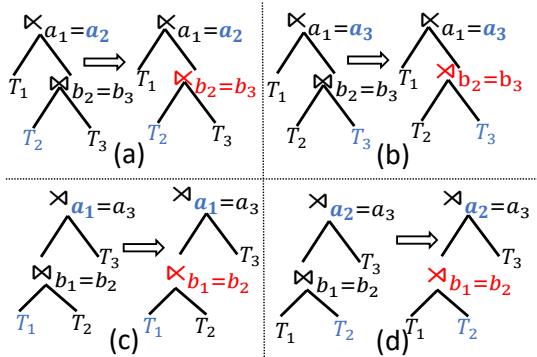 ⋉ a₁=a₂ ⋉ a₁=a₂
T₁ ⋈ b₂=b₃ T₁ ⋉ b₂=b₃
T₂ T₃ T₂ T₃
(a)
⋉ a₁=a₃ ⋉ a₁=a₃
T₁ ⋈ b₂=b₃ T₁ ⋊ b₂=b₃
T₂ T₃ T₂ T₃
(b)
⋊ a₁=a₃ ⋊ a₁=a₃
T₃ T₃
⋈ b₁=b₂ ⋉ b₁=b₂
T₁ T₂ T₁ T₂
(c)
⋊ a₂=a₃ ⋊ a₂=a₃
T₃ T₃
⋈ b₁=b₂ ⋊ b₁=b₂
T₁ T₂ T₁ T₂
(d)